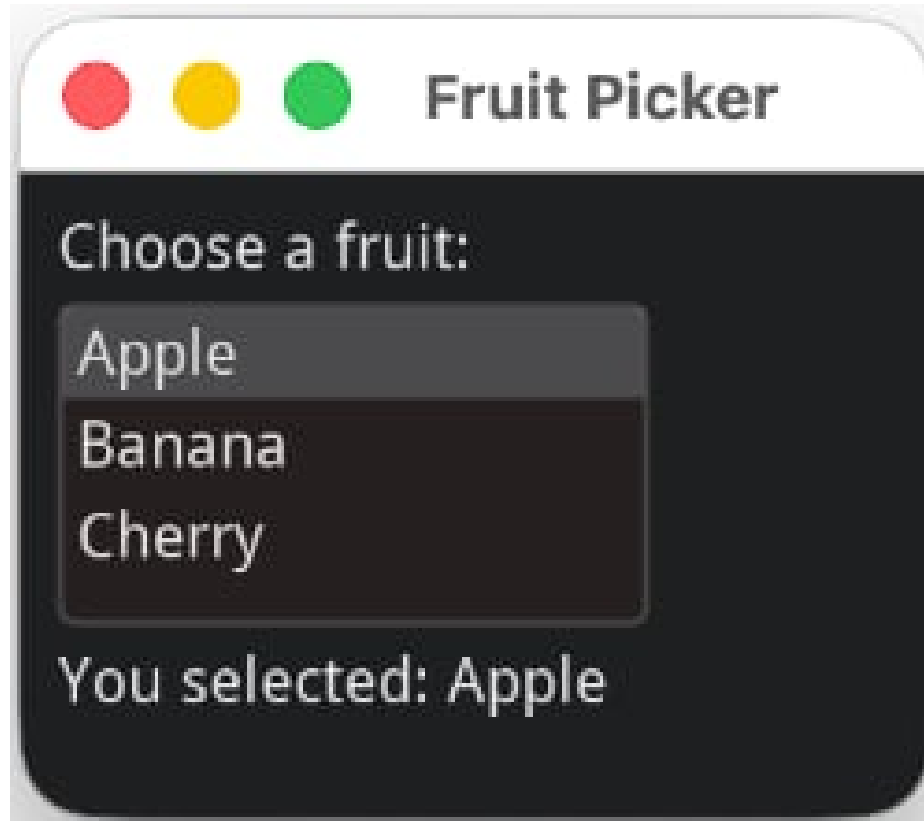 Fruit Picker
Choose a fruit:
Apple
Banana
Cherry
You selected: Apple